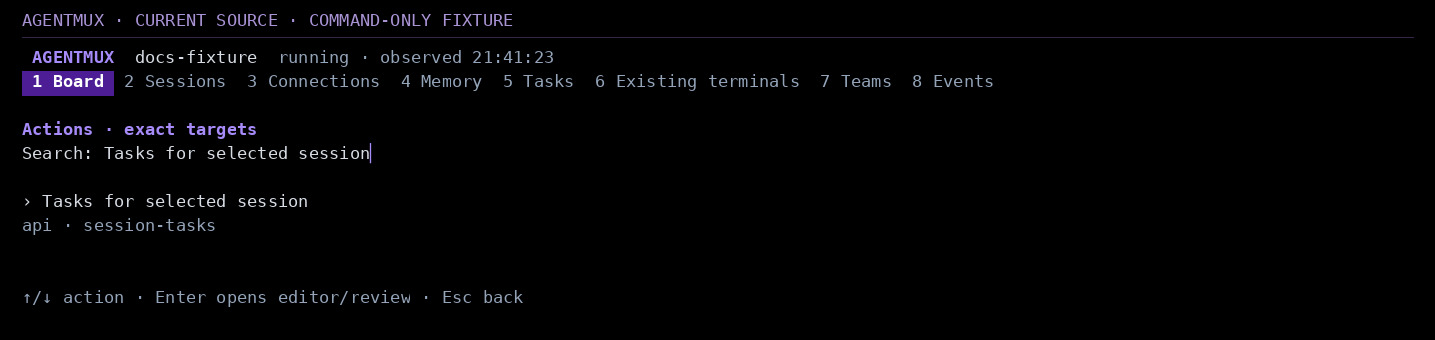 AGENTMUX · CURRENT SOURCE · COMMAND-ONLY FIXTURE
AGENTMUX docs-fixture running · observed 21:41:23
1 Board 2 Sessions 3 Connections 4 Memory 5 Tasks 6 Existing terminals 7 Teams 8 Events
Actions · exact targets
Search: Tasks for selected session
› Tasks for selected session
api · session-tasks
↑/↓ action · Enter opens editor/review · Esc back